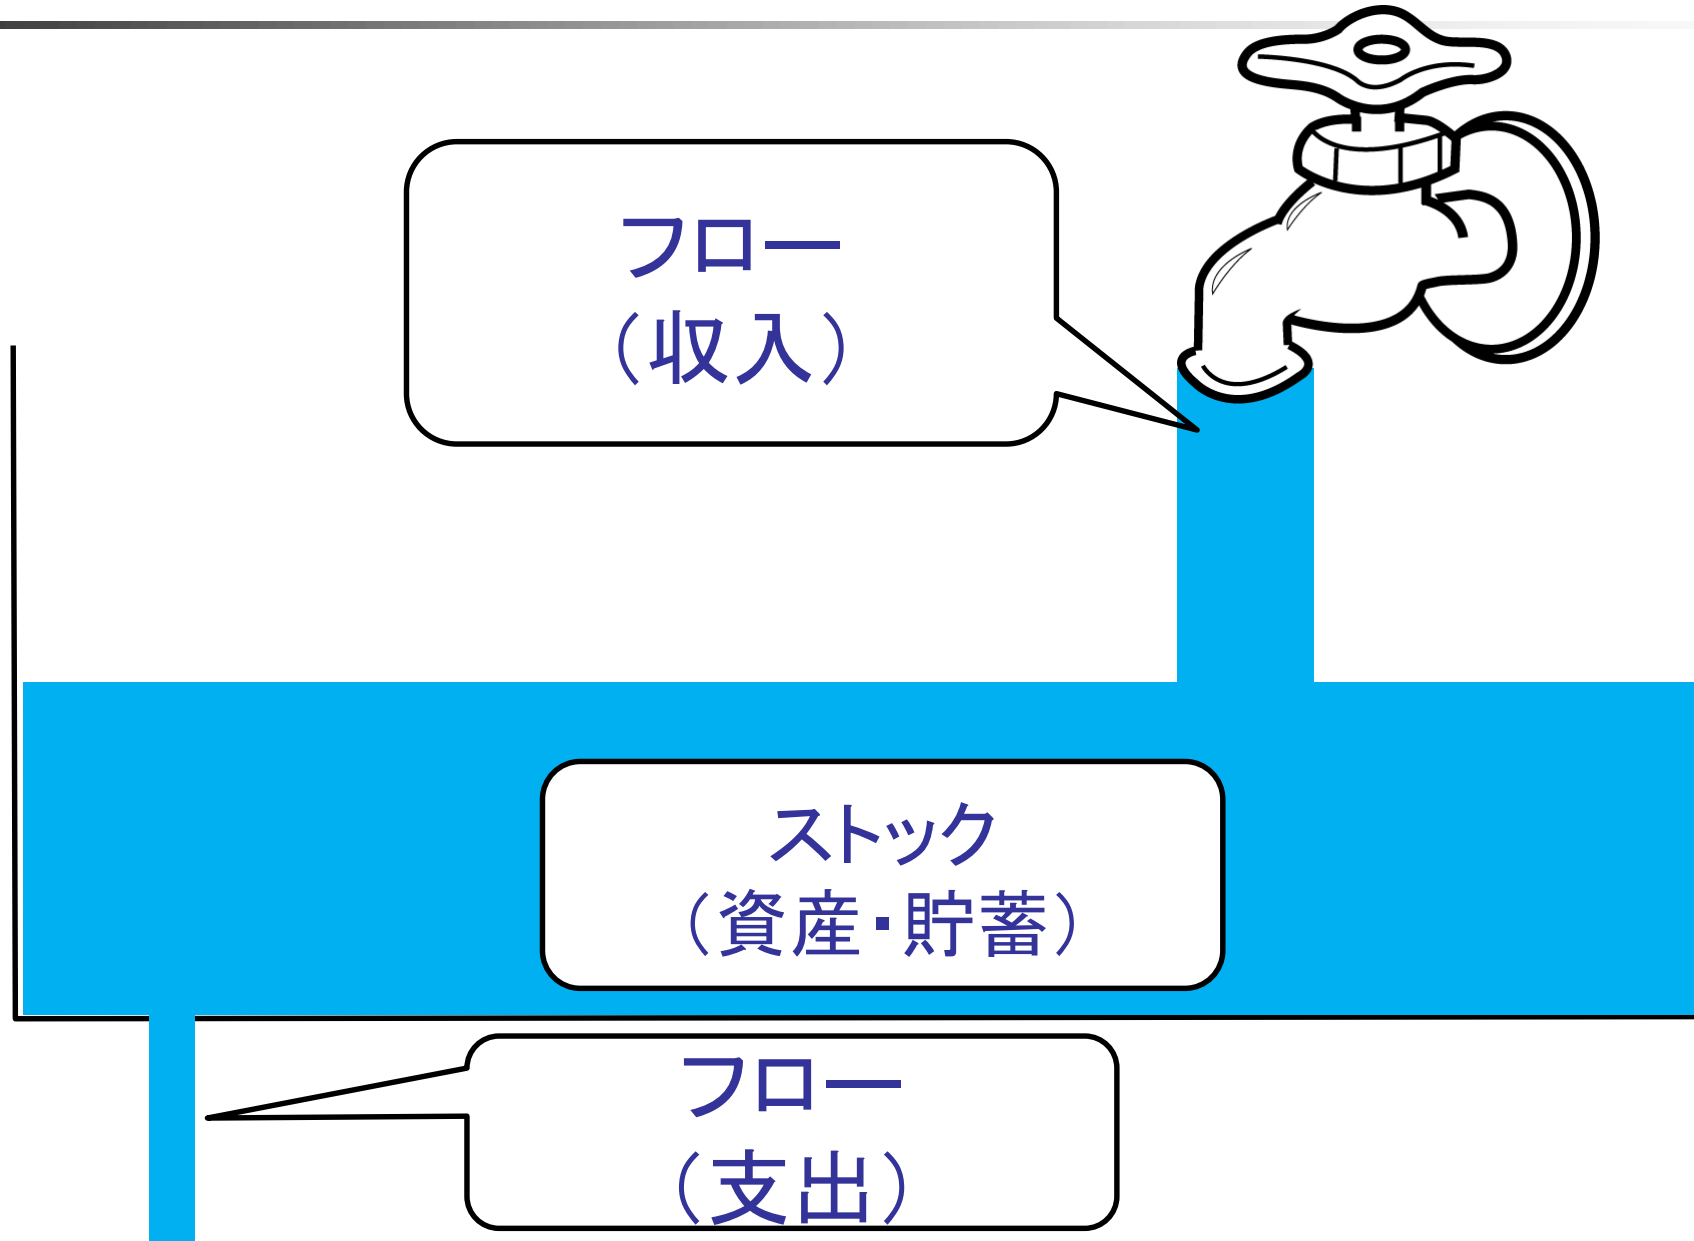 フロー
（収入）
ストック
（資産・貯蓄）
フロー
（支出）